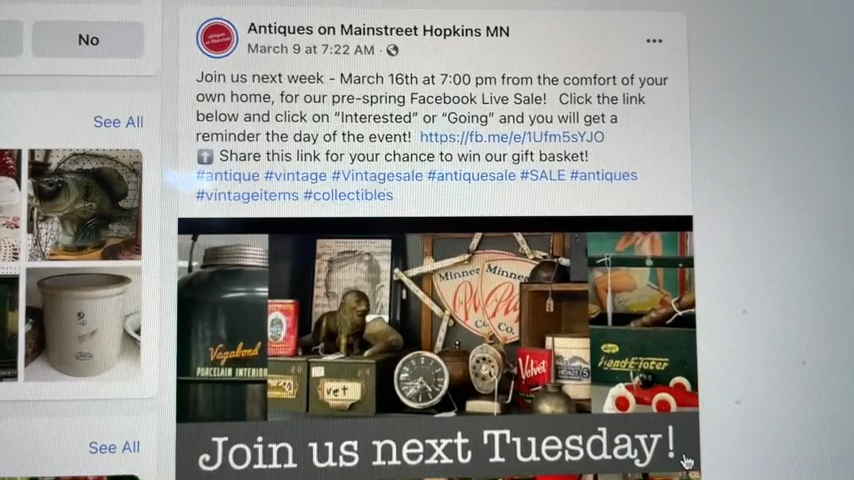 No
See All
See All
Antiques on Mainstreet Hopkins MN
March 9 at 7:22 AM ·
Join us next week - March 16th at 7:00 pm from the comfort of your
own home, for our pre-spring Facebook Live Sale! Click the link
below and click on "Interested" or "Going" and you will get a
reminder the day of the event! https://fb.me/e/1Ufm5sYJO
Share this link for your chance to win our gift basket!
#antique #vintage #Vintagesale #antiquesale #SALE #antiques
#vintageitems #collectibles
Minne Minne
Co.
Vagabond
PORCELAIN INTERIOR
vet
Velvet
Join us next Tuesday!